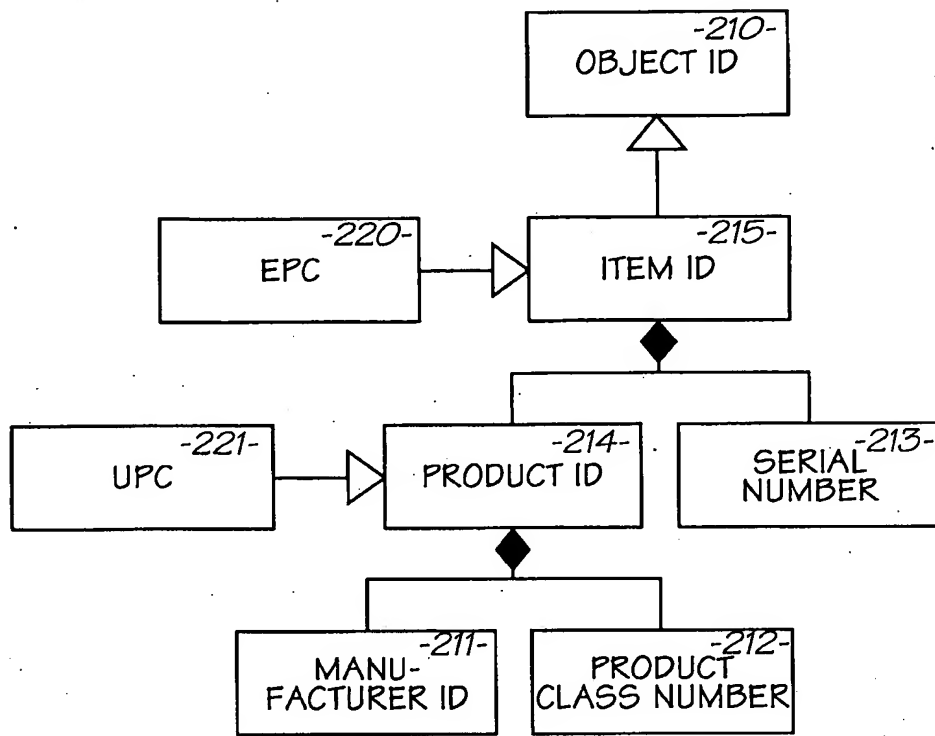 -210-
OBJECT ID
-220-
EPC
-215-
ITEM ID
-221-
UPC
-214-
PRODUCT ID
-213-
SERIAL
NUMBER
-211-
MANU-
FACTURER ID
-212-
PRODUCT
CLASS NUMBER